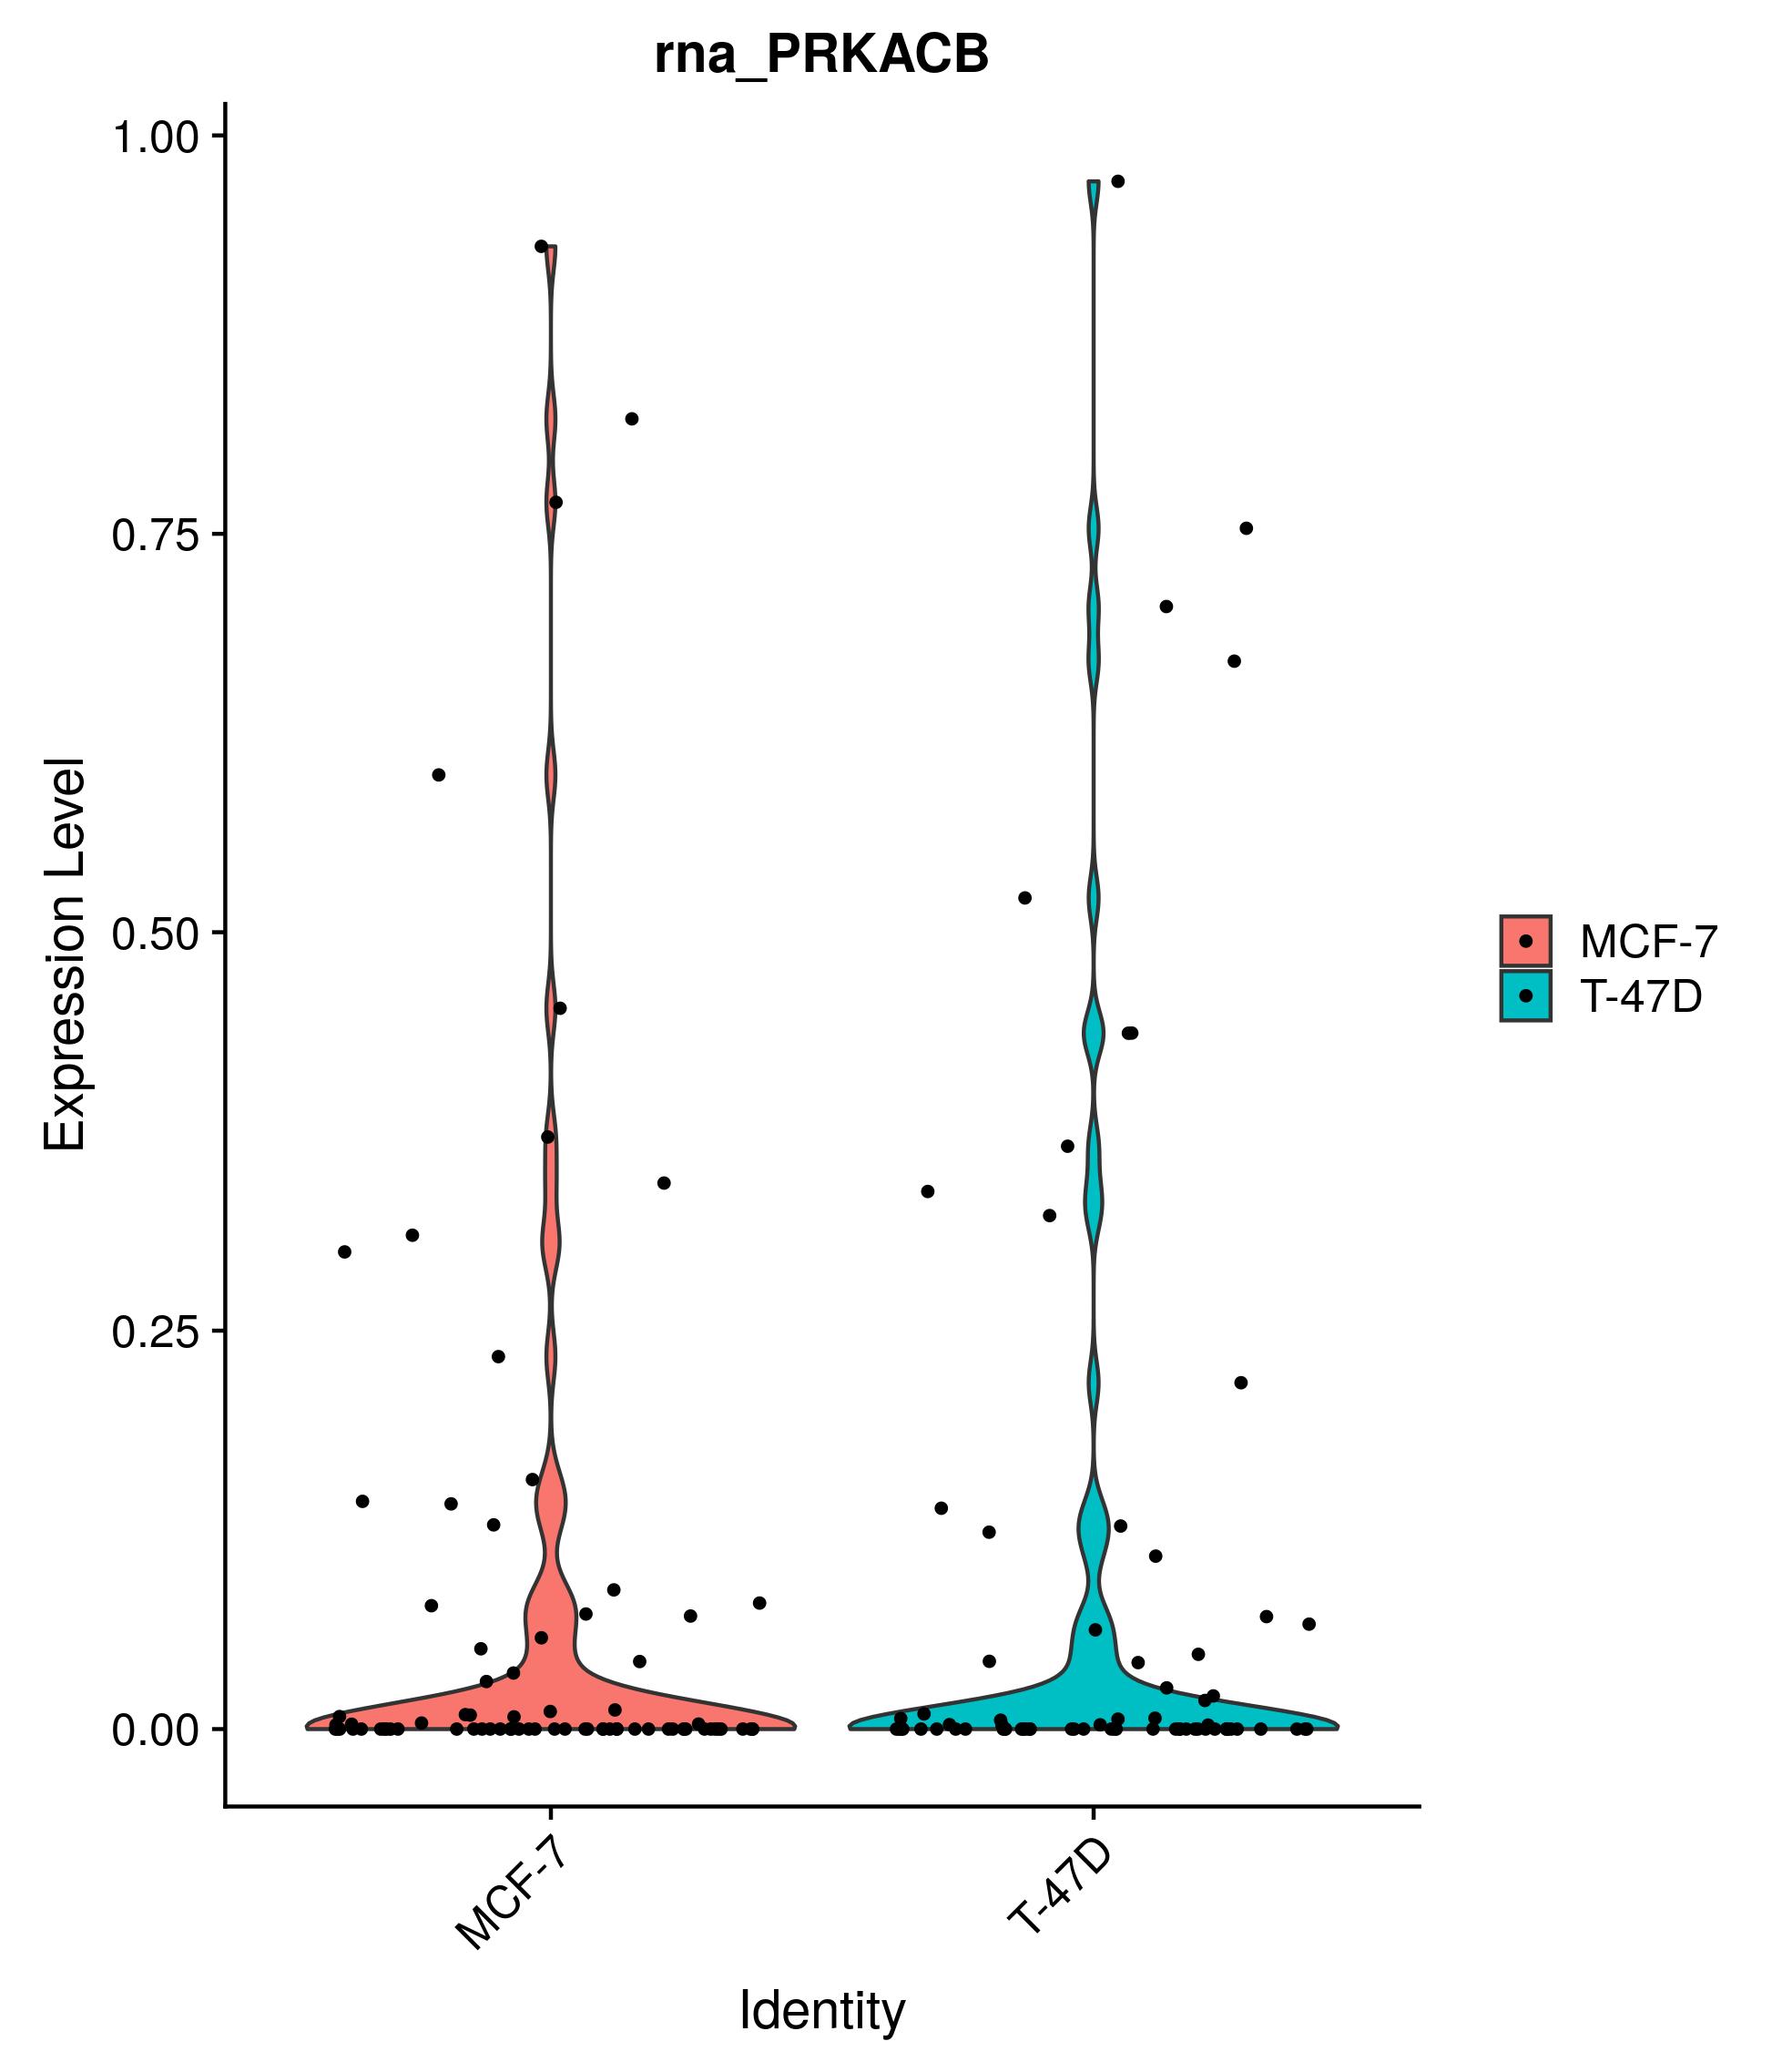 rna_PRKACB
1.00
0.75
0.50
0.25
0.00
Expression Level
MCF-7
T-47D
Identity
MCF-7
T-47D